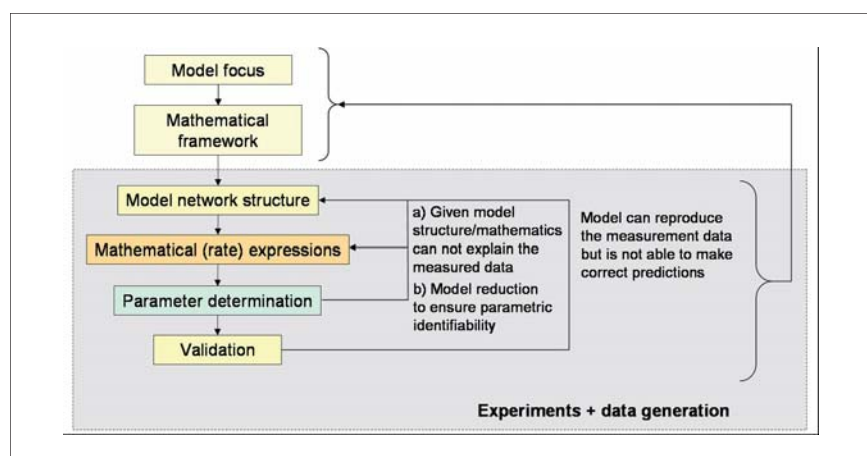 Model focus
Mathematical
framework
Model network structure
Mathematical (rate) expressions
Parameter determination
Validation
a) Given model
structure/mathematics
can not explain the
measured data
b) Model reduction
to ensure parametric
identifiability
Model can reproduce
the measurement data
but is not able to make
correct predictions
Experiments + data generation